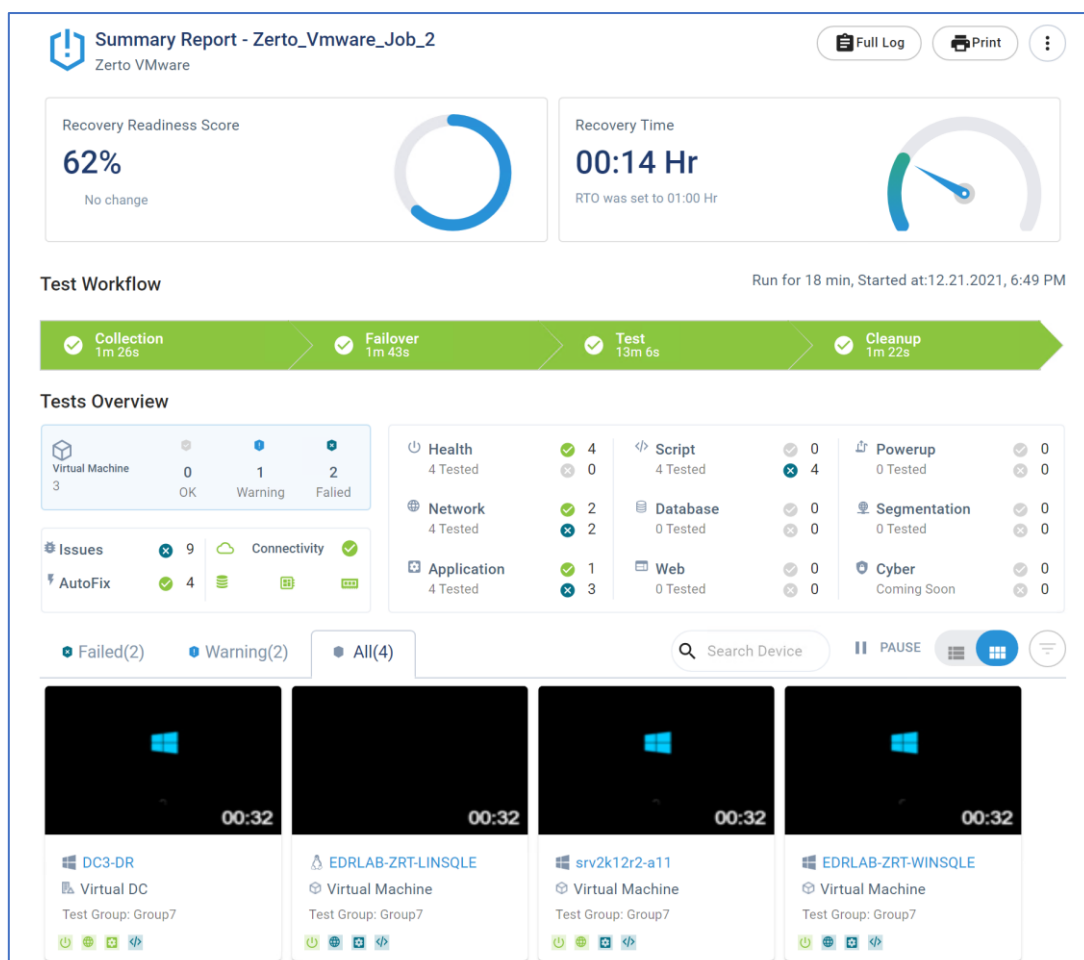 Summary Report - Zerto_Vmware_Job_2
Zerto VMware
Full Log
Print
Recovery Readiness Score
62%
No change
Recovery Time
00:14 Hr
RTO was set to 01:00 Hr
Test Workflow
Run for 18 min, Started at:12.21.2021, 6:49 PM
Collection
1m 26s
Failover
1m 43s
Test
13m 6s
Cleanup
1m 22s
Tests Overview
Virtual Machine
3
0
OK
1
Warning
2
Falied
Issues 9
AutoFix 4
Connectivity
Health 4
4 Tested 0
Network 2
4 Tested 2
Application 1
4 Tested 3
Script 0
4 Tested 4
Database 0
0 Tested 0
Web 0
0 Tested 0
Powerup 0
0 Tested 0
Segmentation 0
0 Tested 0
Cyber 0
Coming Soon 0
Failed(2)
Warning(2)
All(4)
Search Device
PAUSE
00:32
DC3-DR
Virtual DC
Test Group: Group7
00:32
EDRLAB-ZRT-LINSQLE
Virtual Machine
Test Group: Group7
00:32
srv2k12r2-a11
Virtual Machine
Test Group: Group7
00:32
EDRLAB-ZRT-WINSQLE
Virtual Machine
Test Group: Group7